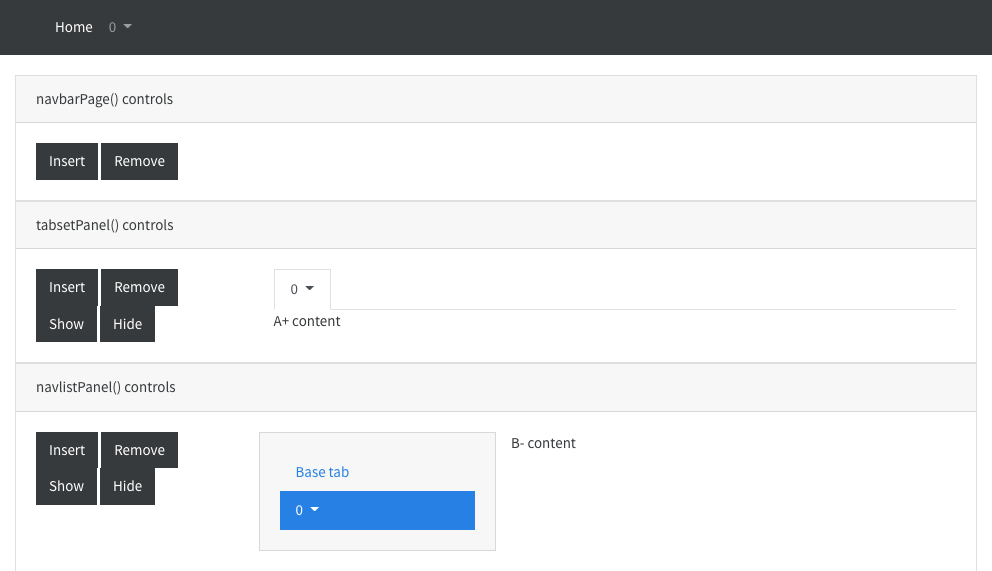 Home 0
navbarPage() controls
Insert Remove
tabsetPanel() controls
Insert Remove
Show Hide
0
A+ content
navlistPanel() controls
Insert Remove
Show Hide
Base tab
0
B- content